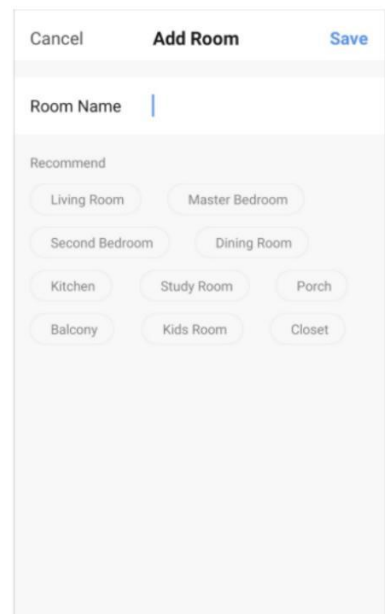 Cancel Add Room Save
Room Name
Recommend
Living Room Master Bedroom
Second Bedroom Dining Room
Kitchen Study Room Porch
Balcony Kids Room Closet